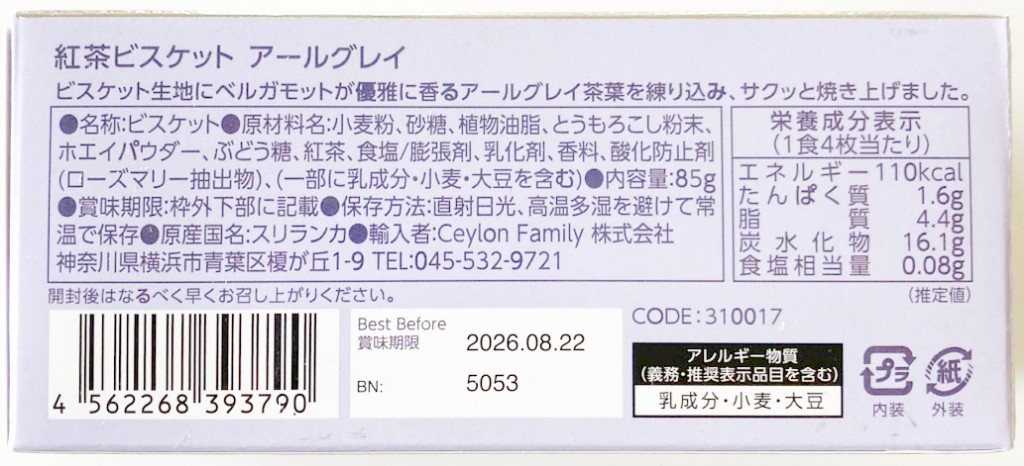 紅茶ビスケット アールグレイ
ビスケット生地にベルガモットが優雅に香るアールグレイ茶葉を練り込み、サクッと焼き上げました。
●名称:ビスケット●原材料名:小麦粉、砂糖、植物油脂、とうもろこし粉末、
ホエイパウダー、ぶどう糖、紅茶、食塩/膨張剤、乳化剤、香料、酸化防止剤
(ローズマリー抽出物)、(一部に乳成分・小麦・大豆を含む)●内容量:85g
●賞味期限:枠外下部に記載●保存方法:直射日光、高温多湿を避けて常
温で保存●原産国名:スリランカ●輸入者:Ceylon Family 株式会社
神奈川県横浜市青葉区榎が丘1-9 TEL:045-532-9721
栄養成分表示
(1食4枚当たり)
エネルギー 110kcal
たんぱく質 1.6g
脂質 4.4g
炭水化物 16.1g
食塩相当量 0.08g
(推定値)
開封後はなるべく早くお召し上がりください。
4 562268 393790
Best Before
賞味期限 2026.08.22
BN: 5053
CODE:310017
アレルギー物質
(義務・推奨表示品目を含む)
乳成分・小麦・大豆
プラ
内装
紙
外装